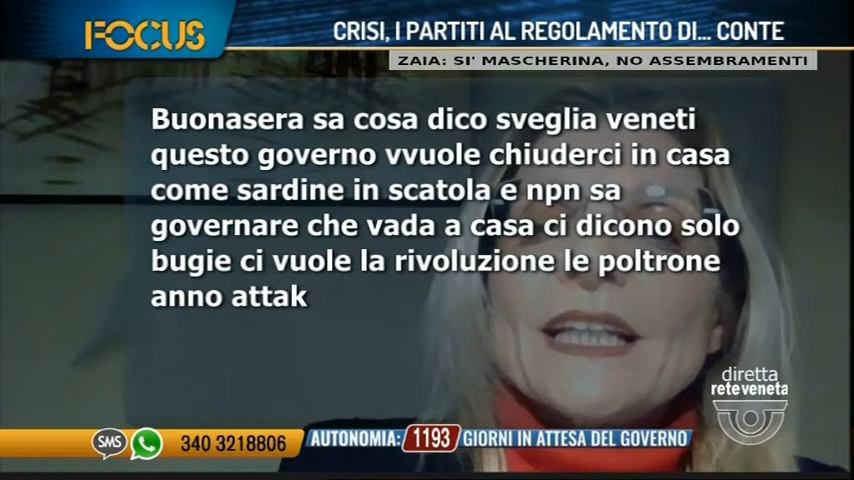 FOCUS
CRISI, I PARTITI AL REGOLAMENTO DI... CONTE
ZAIA: SI' MASCHERINA, NO ASSEMBRAMENTI
Buonasera sa cosa dico sveglia veneti
questo governo vvuole chiuderci in casa
come sardine in scatola e npn sa
governare che vada a casa ci dicono solo
bugie ci vuole la rivoluzione le poltrone
anno attak
diretta
reteveneta
SMS 340 3218806 AUTONOMIA: 1193 GIORNI IN ATTESA DEL GOVERNO